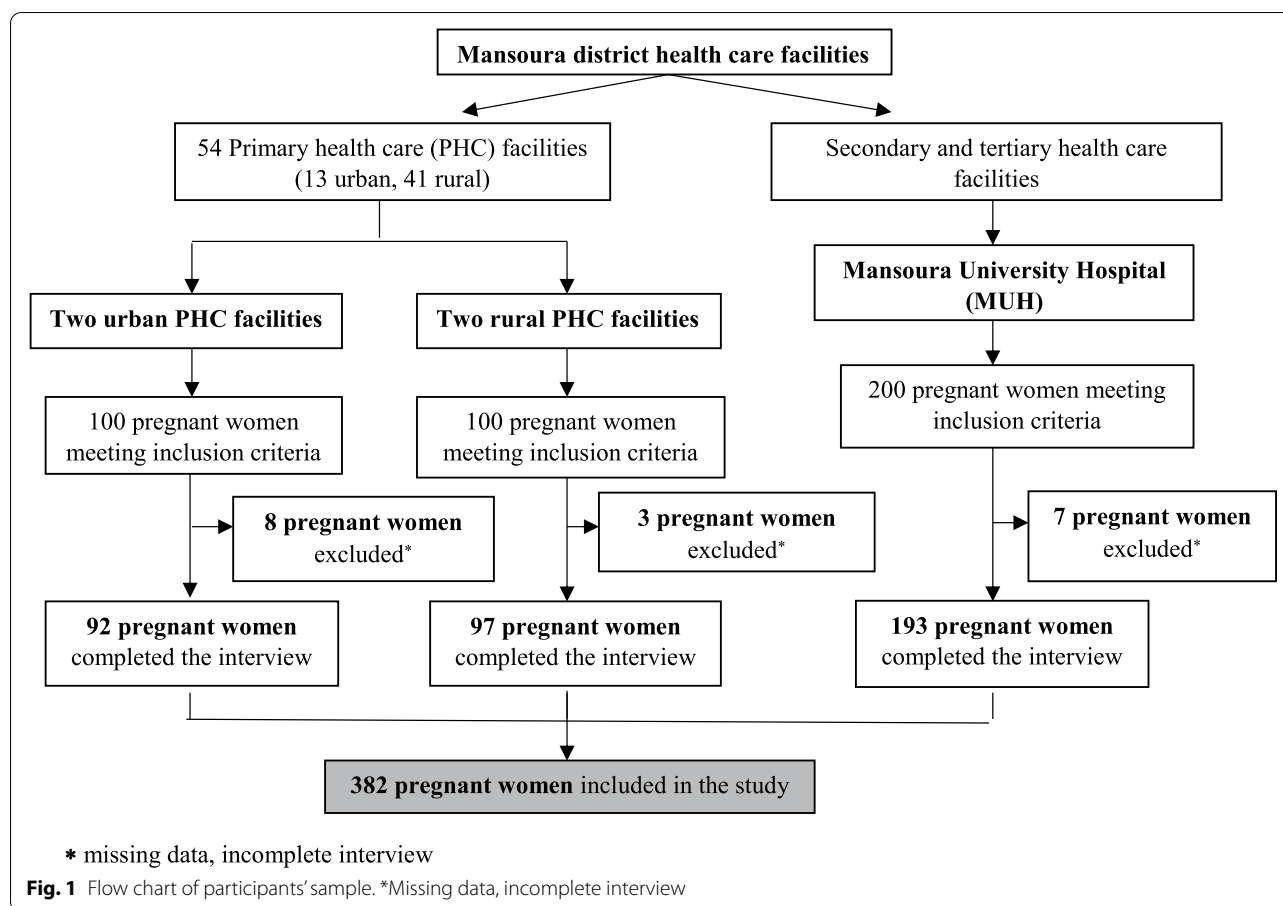 Mansoura district health care facilities
54 Primary health care (PHC) facilities
(13 urban, 41 rural)
Secondary and tertiary health care
facilities
Mansoura University Hospital
(MUH)
Two urban PHC facilities
Two rural PHC facilities
200 pregnant women meeting
inclusion criteria
100 pregnant women
meeting inclusion criteria
100 pregnant women
meeting inclusion criteria
8 pregnant women
excluded*
3 pregnant women
excluded*
7 pregnant women
excluded*
92 pregnant women
completed the interview
97 pregnant women
completed the interview
193 pregnant women
completed the interview
382 pregnant women included in the study
* missing data, incomplete interview
Fig. 1 Flow chart of participants' sample. *Missing data, incomplete interview